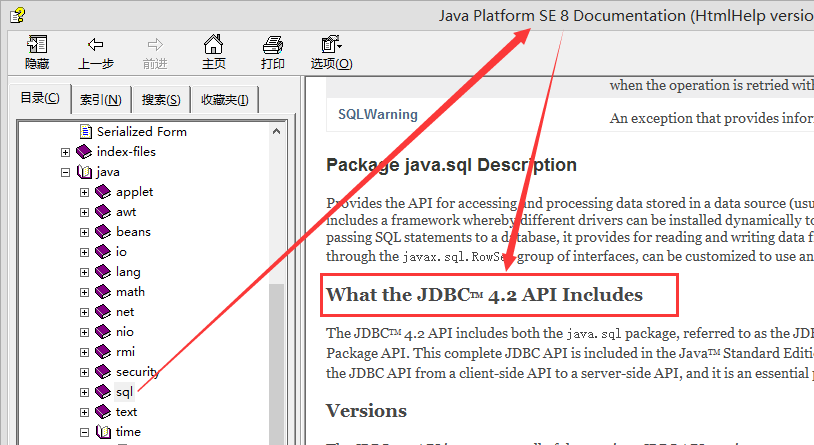 Java Platform SE 8 Documentation (HtmlHelp versio
隐藏 上一步 前进 主页 打印 选项(O)
目录(C) 索引(N) 搜索(S) 收藏夹(I)
Serialized Form
index-files
java
applet
awt
beans
io
lang
math
net
nio
rmi
security
sql
text
time
when the operation is retried with
SQLWarning
An exception that provides infor
Package java.sql Description
Provides the API for accessing and processing data stored in a data source (usu
includes a framework whereby different drivers can be installed dynamically to
passing SQL statements to a database, it provides for reading and writing data f
through the javax.sql.RowSet group of interfaces, can be customized to use an
What the JDBC™ 4.2 API Includes
The JDBC™ 4.2 API includes both the java.sql package, referred to as the JD
Package API. This complete JDBC API is included in the Java™ Standard Editi
the JDBC API from a client-side API to a server-side API, and it is an essential p
Versions